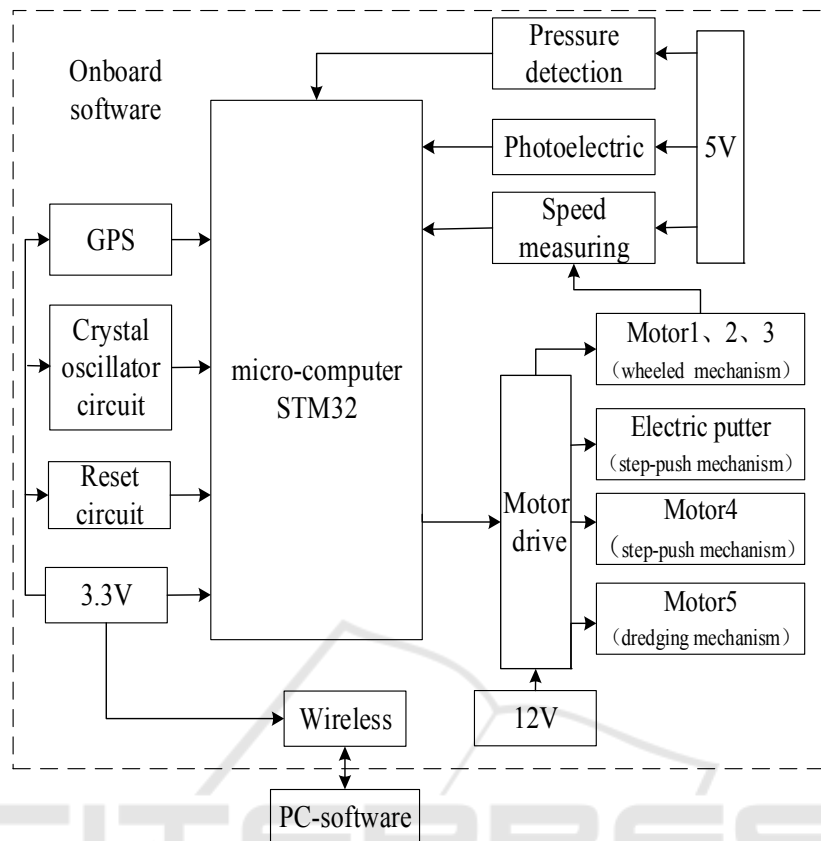 Onboard
software
Pressure
detection
Photoelectric
5V
Speed
measuring
GPS
Crystal
oscillator
circuit
micro-computer
STM32
Motor1、2、3
（wheeled mechanism）
Electric putter
（step-push mechanism）
Reset
circuit
Motor
drive
Motor4
（step-push mechanism）
3.3V
Motor5
（dredging mechanism）
Wireless
12V
PC-software